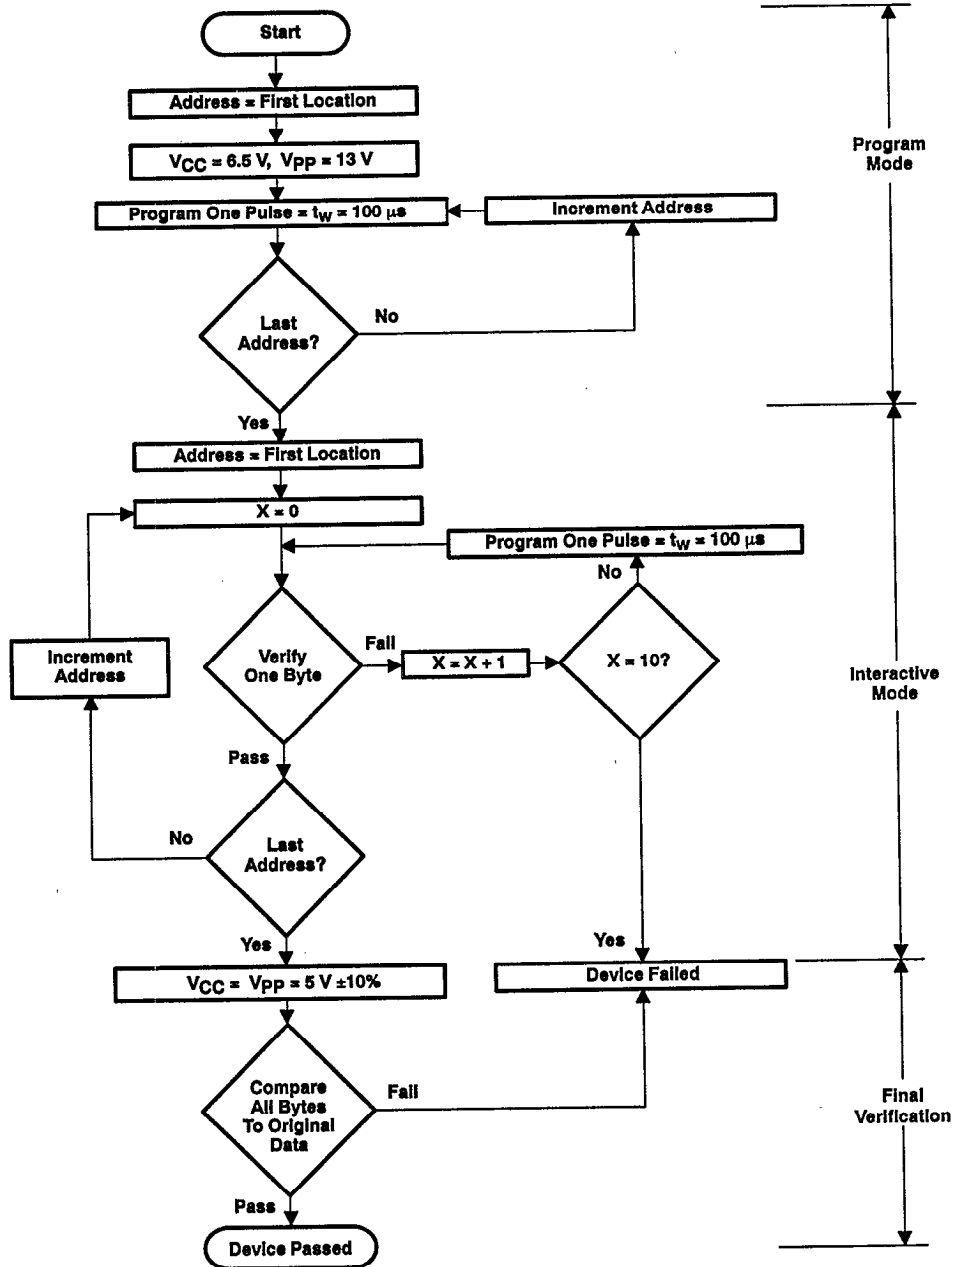 Start
Address = First Location
VCC = 6.5 V, VPP = 13 V
Program One Pulse = tW = 100 μs
Increment Address
Program
Mode
Last
Address?
No
Yes
Address = First Location
X = 0
Program One Pulse = tW = 100 μs
No
Increment
Address
Verify
One Byte
Fail
X = X + 1
X = 10?
Interactive
Mode
Pass
No
Last
Address?
Yes
Yes
VCC = VPP = 5 V ±10%
Device Failed
Compare
All Bytes
To Original
Data
Fail
Final
Verification
Pass
Device Passed